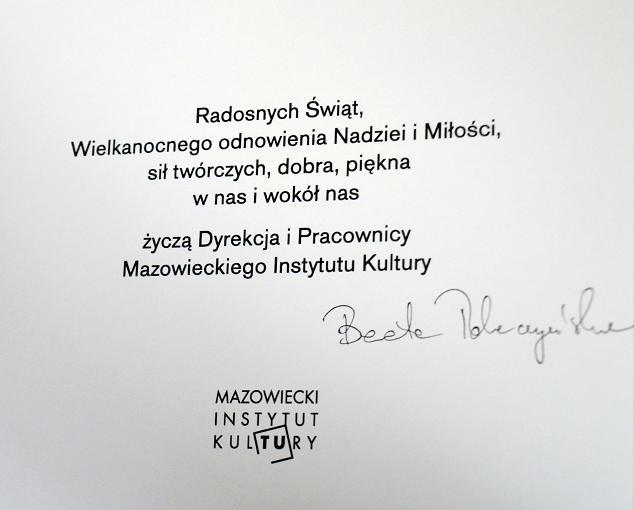 Radosnych Świąt,
Wielkanocnego odnowienia Nadziei i Miłości,
sił twórczych, dobra, piękna
w nas i wokół nas
życzą Dyrekcja i Pracownicy
Mazowieckiego Instytutu Kultury
Beata
MAZOWIECKI
INSTYTUT
KULTURY